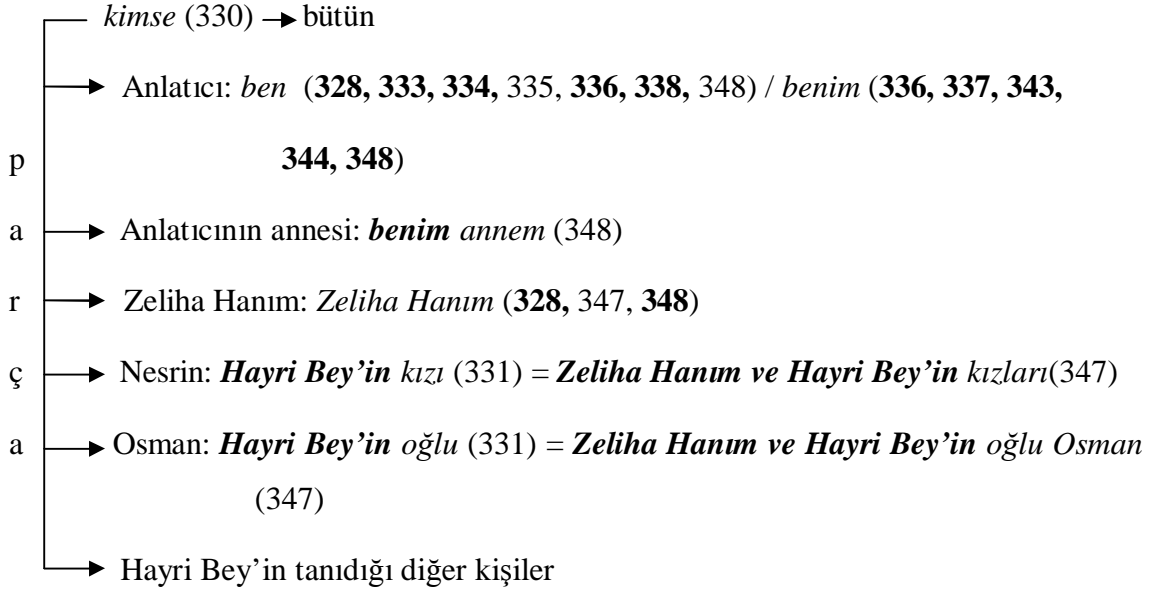 kimse (330) → bütün
Anlatıcı: ben (328, 333, 334, 335, 336, 338, 348) / benim (336, 337, 343,
344, 348)
p
a Anlatıcının annesi: benim annem (348)
r Zeliha Hanım: Zeliha Hanım (328, 347, 348)
ç Nesrin: Hayri Bey’in kızı (331) = Zeliha Hanım ve Hayri Bey’in kızları(347)
a Osman: Hayri Bey’in oğlu (331) = Zeliha Hanım ve Hayri Bey’in oğlu Osman
(347)
Hayri Bey’in tanıdığı diğer kişiler